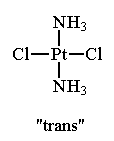 NH₃
Cl—Pt—Cl
NH₃
"trans"